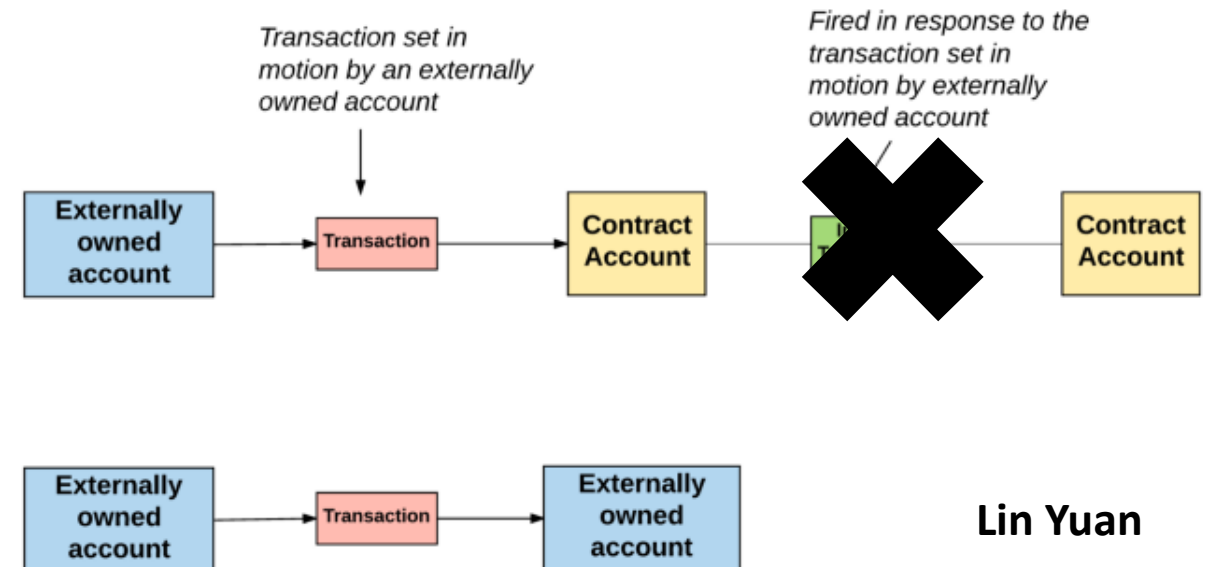 Transaction set in
motion by an externally
owned account
Fired in response to the
transaction set in
motion by externally
owned account
Externally
owned
account
Transaction
Contract
Account
Contract
Account
Externally
owned
account
Transaction
Externally
owned
account
Lin Yuan